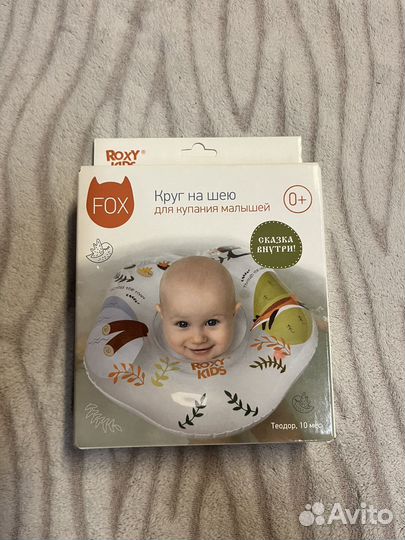 ROXY®
KIDS
FOX
Круг на шею
для купания малышей
0+
СКАЗКА
ВНУТРИ!
ROXY
KIDS
Теодор, 10 мес
Avito